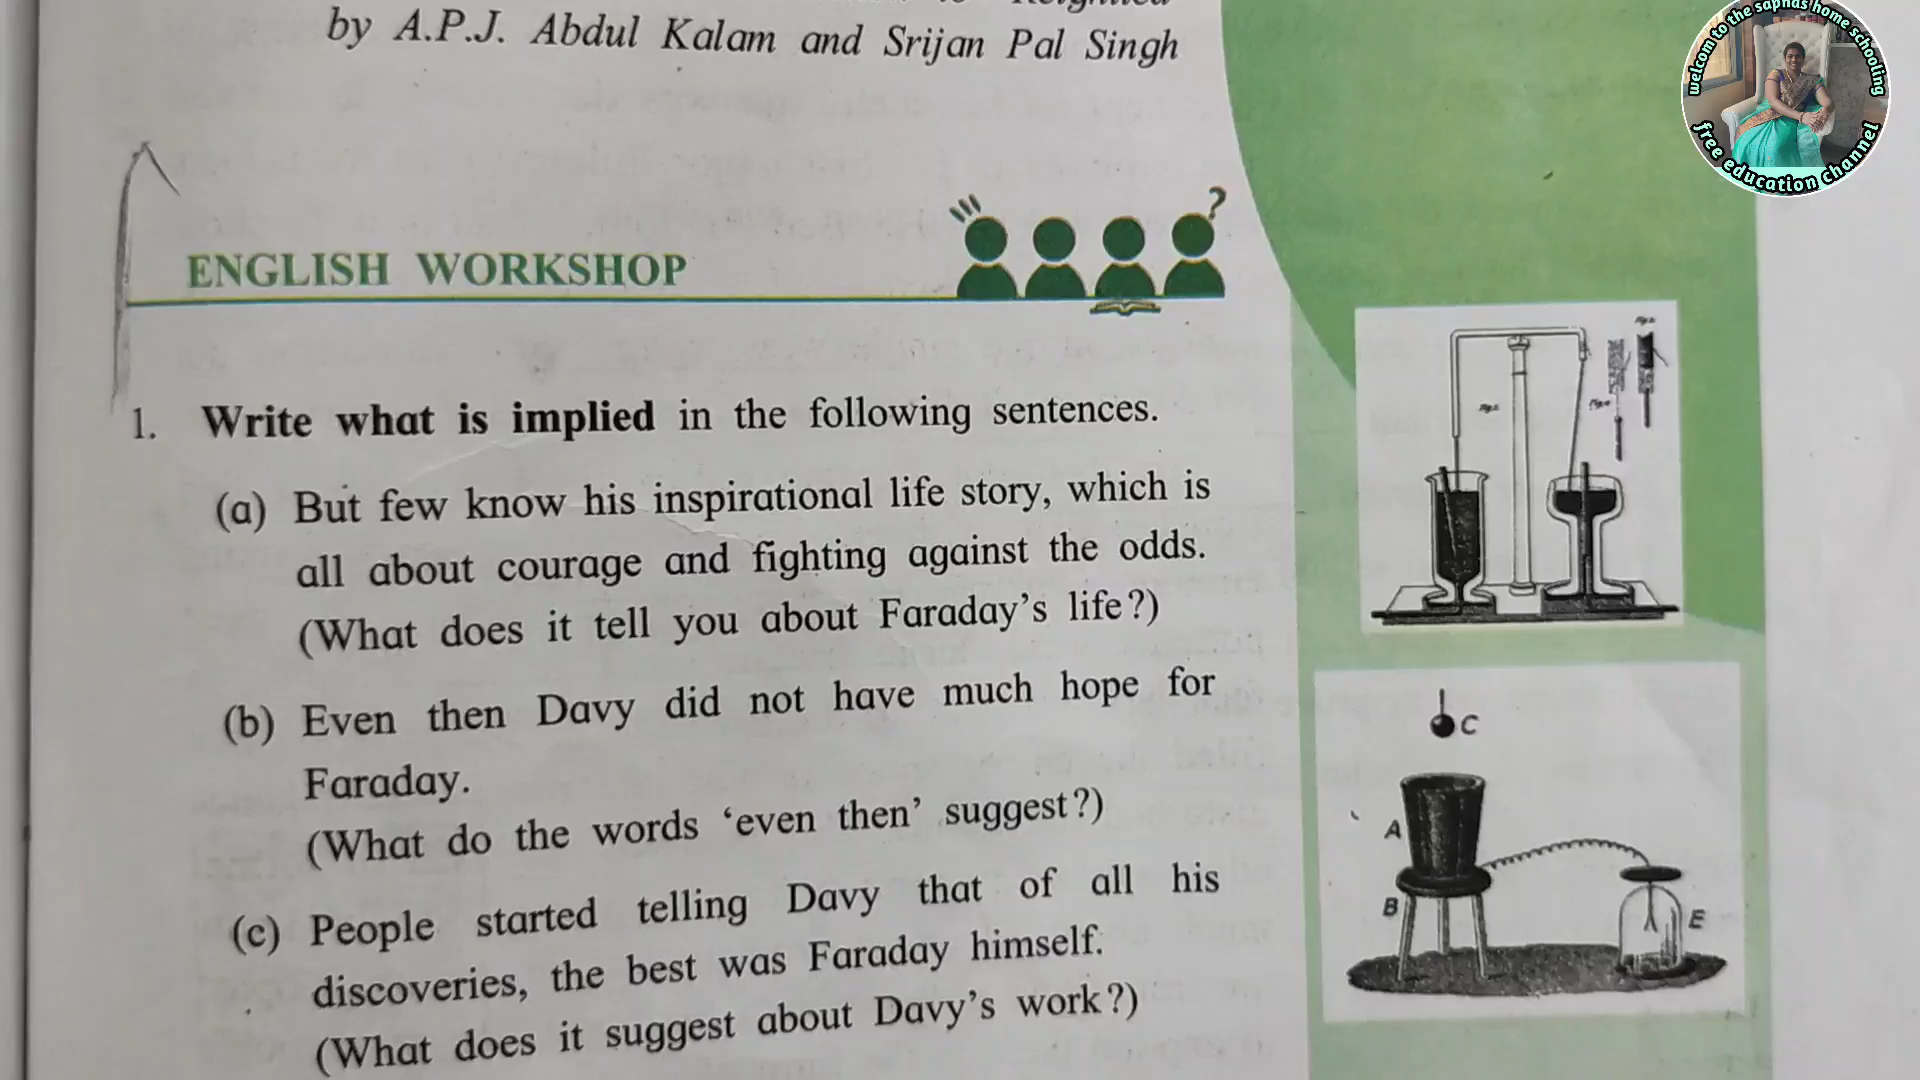 by A.P.J. Abdul Kalam and Srijan Pal Singh
welcom to the sapnas home schooling
free education channel
ENGLISH WORKSHOP
?
1. Write what is implied in the following sentences.
(a) But few know his inspirational life story, which is
all about courage and fighting against the odds.
(What does it tell you about Faraday's life?)
(b) Even then Davy did not have much hope for
Faraday.
(What do the words 'even then' suggest?)
(c) People started telling Davy that of all his
discoveries, the best was Faraday himself.
(What does it suggest about Davy's work?)
C
A
B
E